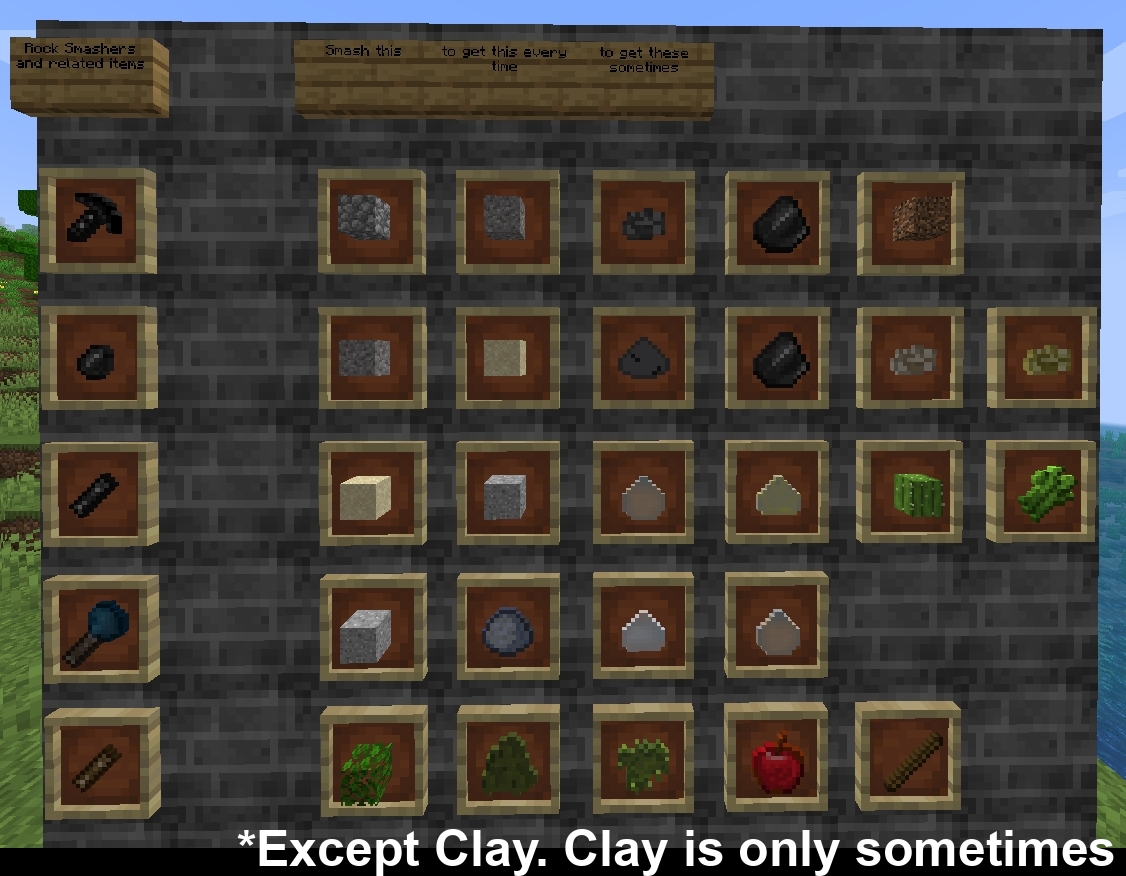 Rock Smashers
and related items
Smash this
to get this every
time
to get these
sometimes
*Except Clay. Clay is only sometimes